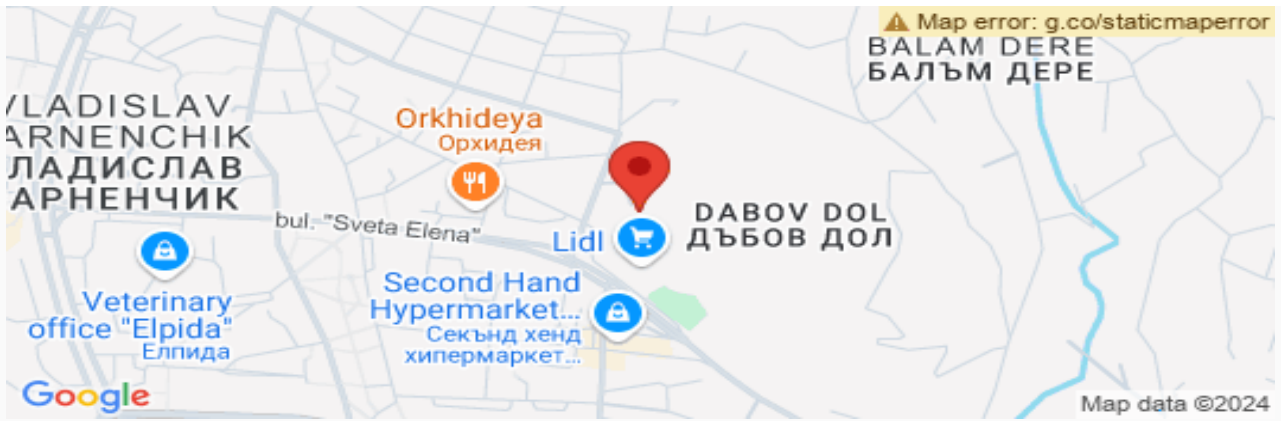 Map error: g.co/staticmaperror
BALAM DERE
БАЛЪМ ДЕРЕ
VLADISLAV
ARNENCHIK
ЛАДИСЛАВ
АРНЕНЧИК
Orkhideya
Орхидея
bul. "Sveta Elena"
Lidl
DABOV DOL
ДЪБОВ ДОЛ
Second Hand
Hypermarket...
Секънд хенд
хипермаркет...
Veterinary
office "Elpida"
Елпида
Google
Map data ©2024